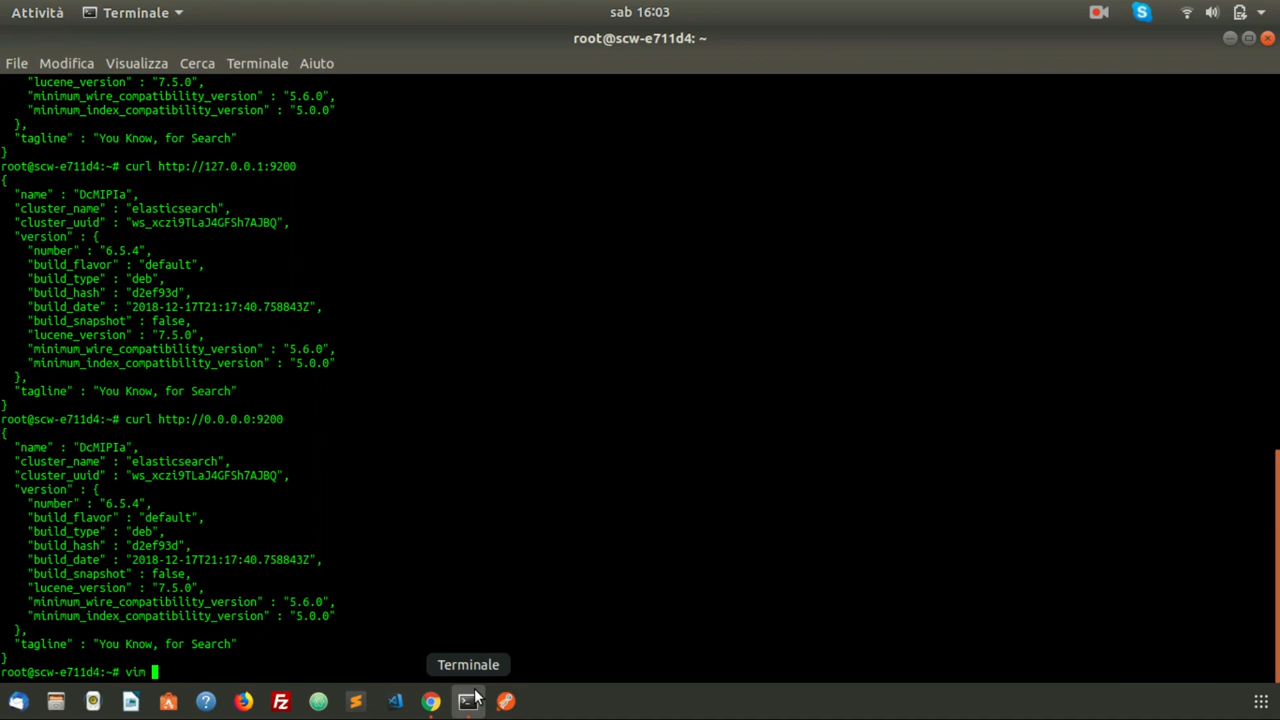 Attività
Terminale
sab 16:03
root@scw-e711d4: ~
File Modifica Visualizza Cerca Terminale Aiuto
"lucene_version" : "7.5.0",
"minimum_wire_compatibility_version" : "5.6.0",
"minimum_index_compatibility_version" : "5.0.0"
},
"tagline" : "You Know, for Search"
}
root@scw-e711d4:~# curl http://127.0.0.1:9200
{
"name" : "DcMIPIa",
"cluster_name" : "elasticsearch",
"cluster_uuid" : "ws_xczi9TLaJ4GFSh7AJBQ",
"version" : {
"number" : "6.5.4",
"build_flavor" : "default",
"build_type" : "deb",
"build_hash" : "d2ef93d",
"build_date" : "2018-12-17T21:17:40.758843Z",
"build_snapshot" : false,
"lucene_version" : "7.5.0",
"minimum_wire_compatibility_version" : "5.6.0",
"minimum_index_compatibility_version" : "5.0.0"
},
"tagline" : "You Know, for Search"
}
root@scw-e711d4:~# curl http://0.0.0.0:9200
{
"name" : "DcMIPIa",
"cluster_name" : "elasticsearch",
"cluster_uuid" : "ws_xczi9TLaJ4GFSh7AJBQ",
"version" : {
"number" : "6.5.4",
"build_flavor" : "default",
"build_type" : "deb",
"build_hash" : "d2ef93d",
"build_date" : "2018-12-17T21:17:40.758843Z",
"build_snapshot" : false,
"lucene_version" : "7.5.0",
"minimum_wire_compatibility_version" : "5.6.0",
"minimum_index_compatibility_version" : "5.0.0"
},
"tagline" : "You Know, for Search"
}
root@scw-e711d4:~# vim
Terminale